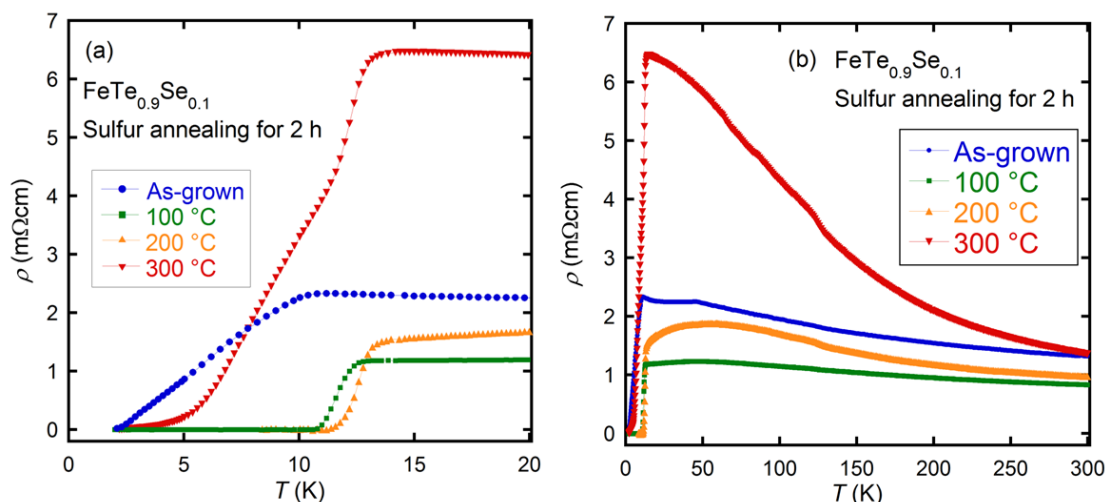 (a)
FeTe₀.₉Se₀.₁
Sulfur annealing for 2 h
As-grown
100 °C
200 °C
300 °C
ρ (mΩcm)
7
6
5
4
3
2
1
0
0
5
10
15
20
T (K)
(b)
FeTe₀.₉Se₀.₁
Sulfur annealing for 2 h
As-grown
100 °C
200 °C
300 °C
ρ (mΩcm)
7
6
5
4
3
2
1
0
0
50
100
150
200
250
300
T (K)